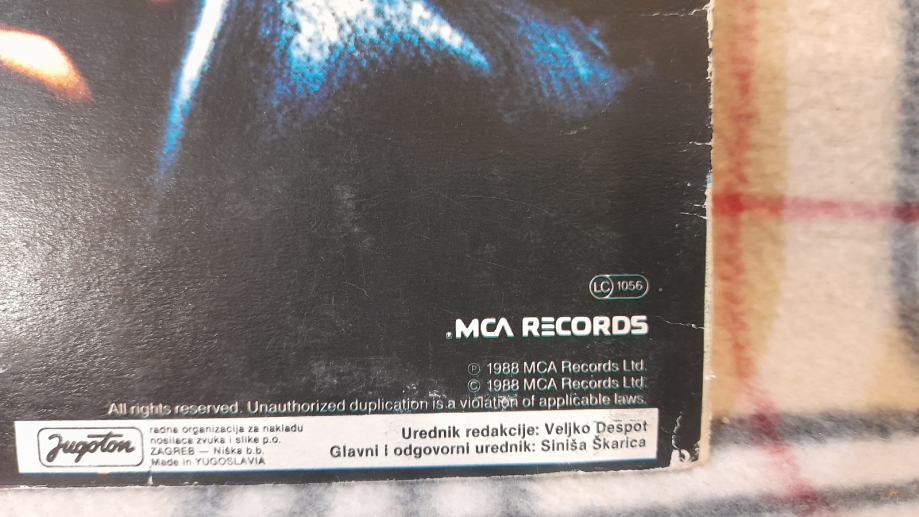 LC 1056
MCA RECORDS
℗ 1988 MCA Records Ltd.
© 1988 MCA Records Ltd.
All rights reserved. Unauthorized duplication is a violation of applicable laws.
Jugoton
radna organizacija za nakladu
nosilaca zvuka i slike p.o.
ZAGREB — Niška b.b.
Made in YUGOSLAVIA
Urednik redakcije: Veljko Despot
Glavni i odgovorni urednik: Siniša Škarica